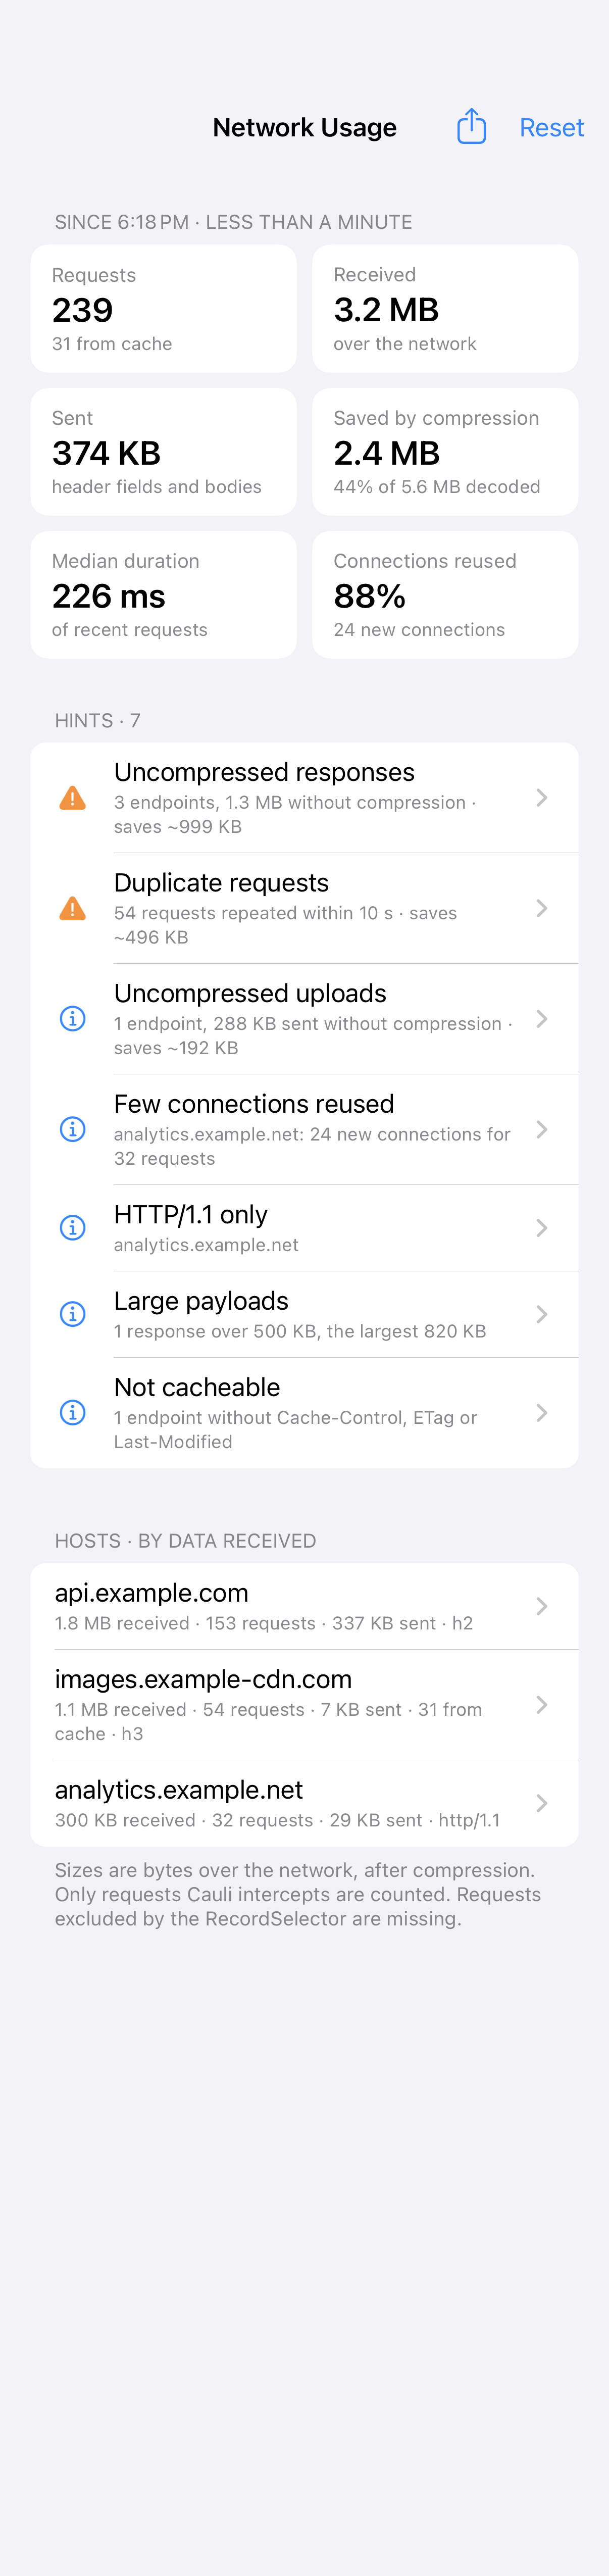 Network Usage
Reset
SINCE 6:18 PM · LESS THAN A MINUTE
Requests
239
31 from cache
Received
3.2 MB
over the network
Sent
374 KB
header fields and bodies
Saved by compression
2.4 MB
44% of 5.6 MB decoded
Median duration
226 ms
of recent requests
Connections reused
88%
24 new connections
HINTS · 7
Uncompressed responses
3 endpoints, 1.3 MB without compression ·
saves ~999 KB
Duplicate requests
54 requests repeated within 10 s · saves
~496 KB
Uncompressed uploads
1 endpoint, 288 KB sent without compression ·
saves ~192 KB
Few connections reused
analytics.example.net: 24 new connections for
32 requests
HTTP/1.1 only
analytics.example.net
Large payloads
1 response over 500 KB, the largest 820 KB
Not cacheable
1 endpoint without Cache-Control, ETag or
Last-Modified
HOSTS · BY DATA RECEIVED
api.example.com
1.8 MB received · 153 requests · 337 KB sent · h2
images.example-cdn.com
1.1 MB received · 54 requests · 7 KB sent · 31 from
cache · h3
analytics.example.net
300 KB received · 32 requests · 29 KB sent · http/1.1
Sizes are bytes over the network, after compression.
Only requests Cauli intercepts are counted. Requests
excluded by the RecordSelector are missing.